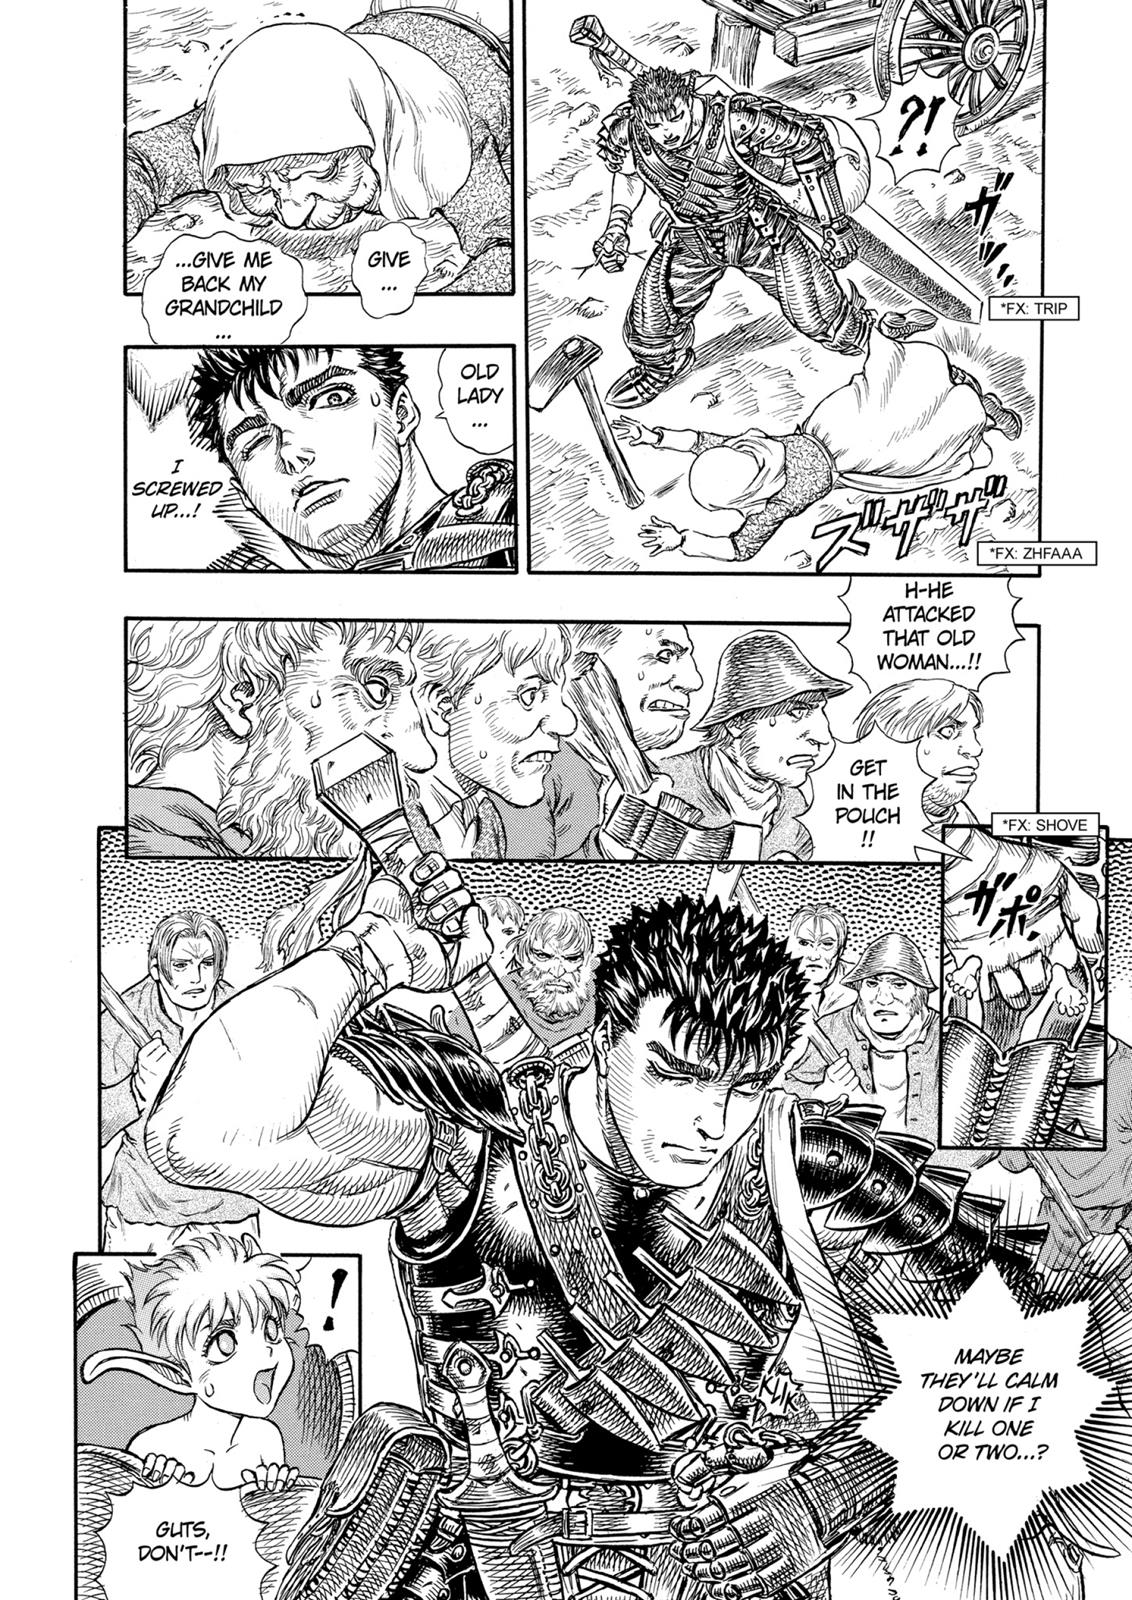 ?!
ガッ
*FX: TRIP
ズザザザ
*FX: ZHFAAA
GIVE
...
...GIVE ME
BACK MY
GRANDCHILD
...
OLD
LADY
...
I
SCREWED
UP...!
H-HE
ATTACKED
THAT OLD
WOMAN...!!
GET
IN THE
POUCH
!!
*FX: SHOVE
ガポ
MAYBE
THEY'LL CALM
DOWN IF I
KILL ONE
OR TWO...?
KLIK
!
GUTS,
DON'T--!!